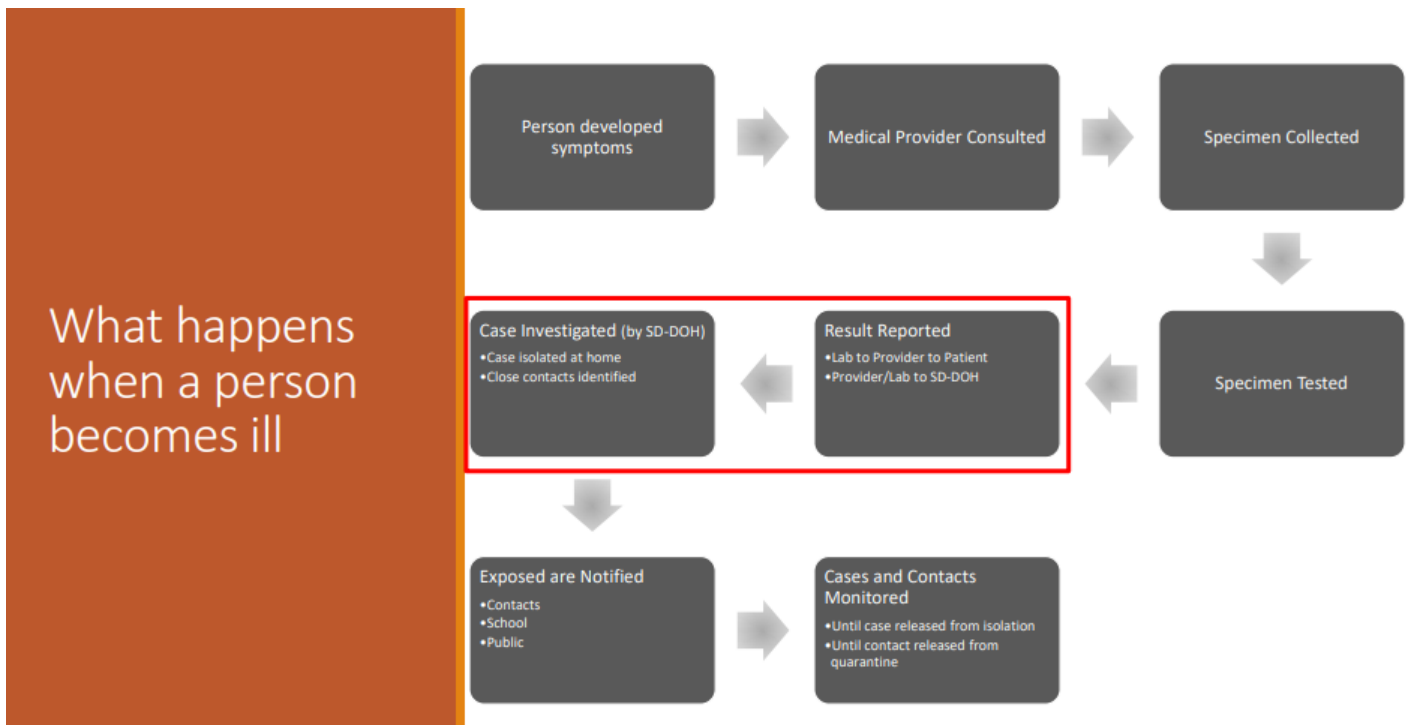 What happens
when a person
becomes ill
Person developed
symptoms
Medical Provider Consulted
Specimen Collected
Specimen Tested
Result Reported
•Lab to Provider to Patient
•Provider/Lab to SD-DOH
Case Investigated (by SD-DOH)
•Case isolated at home
•Close contacts identified
Exposed are Notified
•Contacts
•School
•Public
Cases and Contacts
Monitored
•Until case released from isolation
•Until contact released from
quarantine